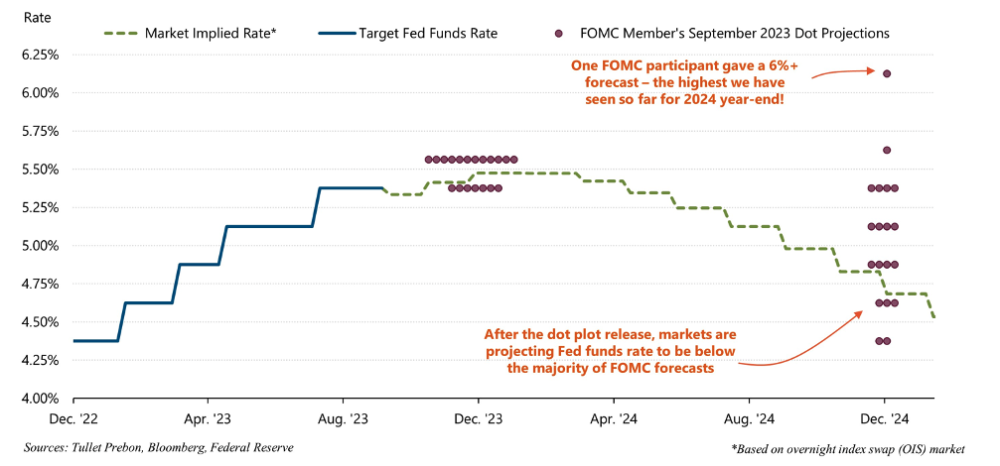 Rate
Market Implied Rate*
Target Fed Funds Rate
FOMC Member's September 2023 Dot Projections
6.25%
6.00%
5.75%
5.50%
5.25%
5.00%
4.75%
4.50%
4.25%
4.00%
One FOMC participant gave a 6%+
forecast – the highest we have
seen so far for 2024 year-end!
After the dot plot release, markets are
projecting Fed funds rate to be below
the majority of FOMC forecasts
Dec. '22
Apr. '23
Aug. '23
Dec. '23
Apr. '24
Aug. '24
Dec. '24
Sources: Tullet Prebon, Bloomberg, Federal Reserve
*Based on overnight index swap (OIS) market